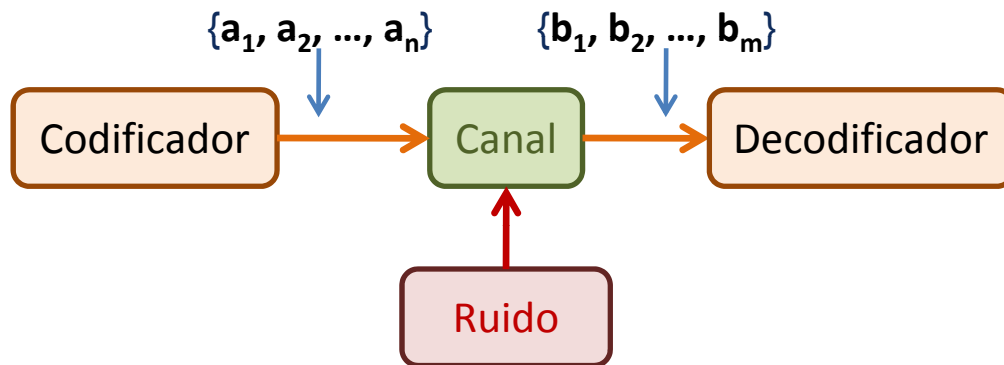 {a₁, a₂, …, aₙ} {b₁, b₂, …, bₘ}
Codificador Canal Decodificador
Ruido